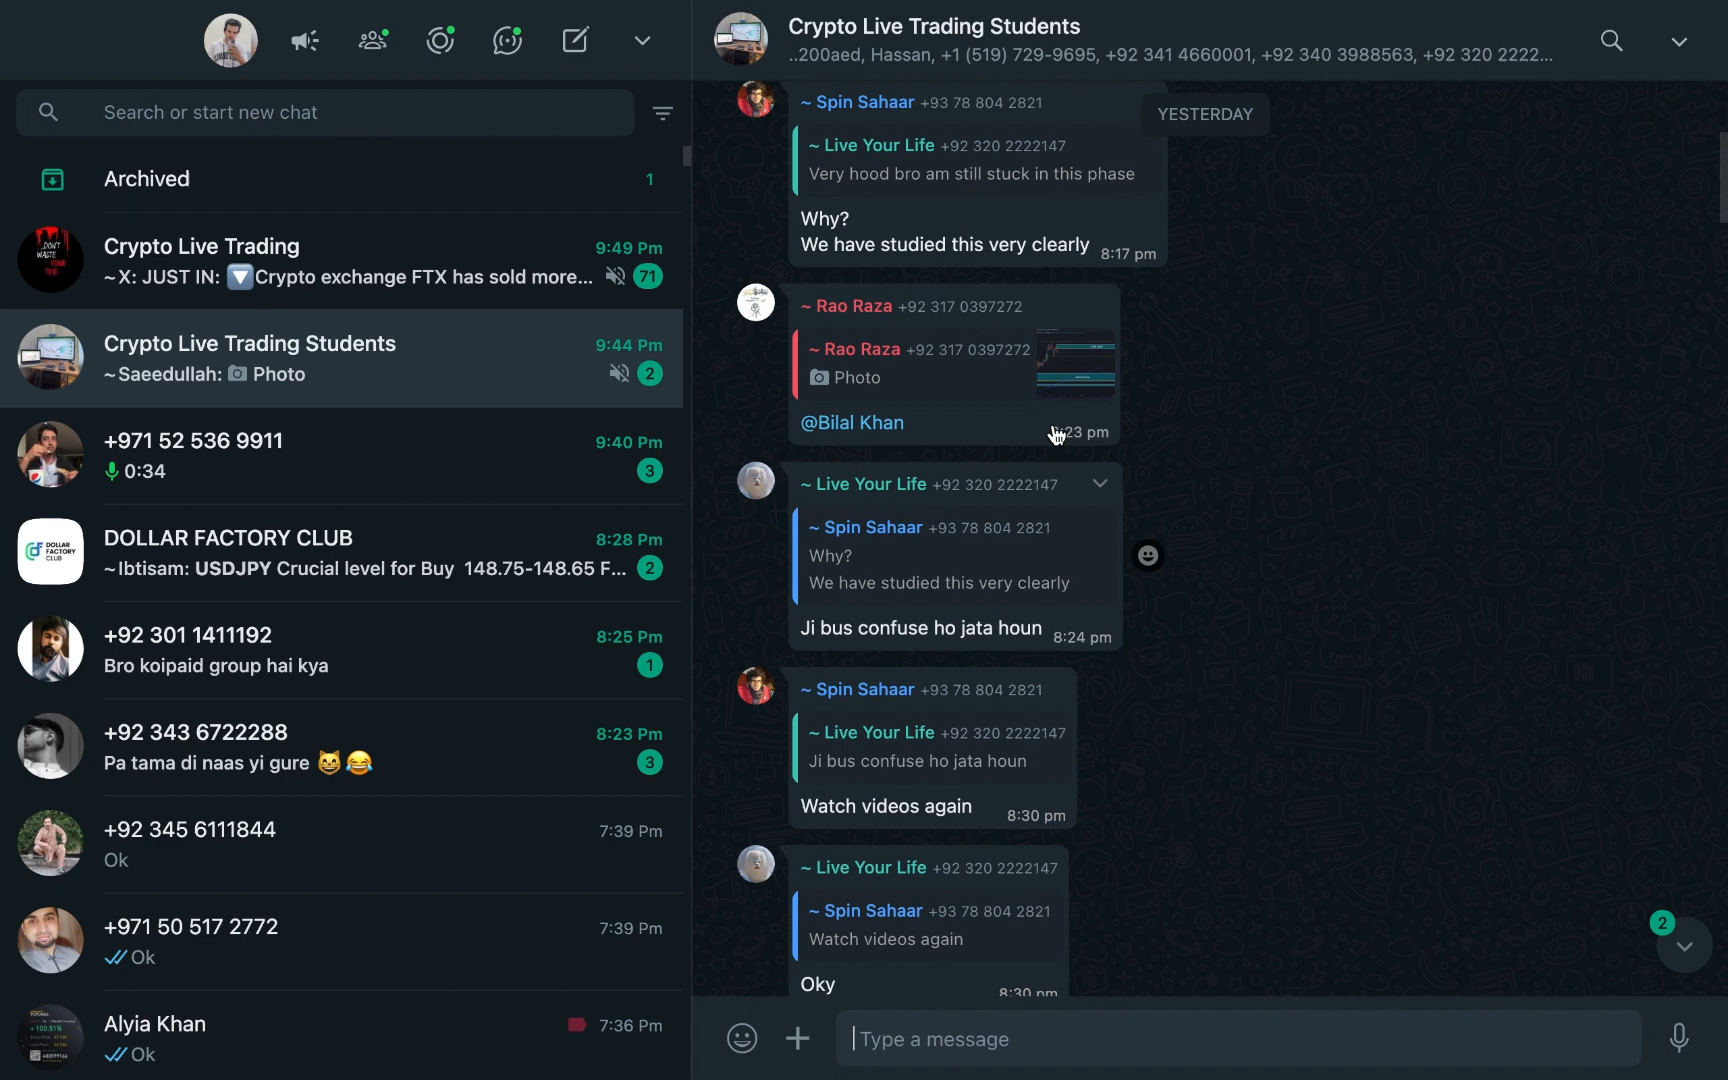 Search or start new chat
Archived
1
Crypto Live Trading
9:49 Pm
~X: JUST IN: 🔽Crypto exchange FTX has sold more...
71
Crypto Live Trading Students
9:44 Pm
~Saeedullah: 📷 Photo
2
+971 52 536 9911
9:40 Pm
0:34
3
DOLLAR FACTORY CLUB
8:28 Pm
~Ibtisam: USDJPY Crucial level for Buy 148.75-148.65 F...
2
+92 301 1411192
8:25 Pm
Bro koipaid group hai kya
1
+92 343 6722288
8:23 Pm
Pa tama di naas yi gure 😸😂
3
+92 345 6111844
7:39 Pm
Ok
+971 50 517 2772
7:39 Pm
Ok
Alyia Khan
7:36 Pm
Ok
Crypto Live Trading Students
..200aed, Hassan, +1 (519) 729-9695, +92 341 4660001, +92 340 3988563, +92 320 2222...
YESTERDAY
~ Spin Sahaar +93 78 804 2821
~ Live Your Life +92 320 2222147
Very hood bro am still stuck in this phase
Why?
We have studied this very clearly 8:17 pm
~ Rao Raza +92 317 0397272
~ Rao Raza +92 317 0397272
Photo
@Bilal Khan
23 pm
~ Live Your Life +92 320 2222147
~ Spin Sahaar +93 78 804 2821
Why?
We have studied this very clearly
Ji bus confuse ho jata houn 8:24 pm
~ Spin Sahaar +93 78 804 2821
~ Live Your Life +92 320 2222147
Ji bus confuse ho jata houn
Watch videos again 8:30 pm
~ Live Your Life +92 320 2222147
~ Spin Sahaar +93 78 804 2821
Watch videos again
Oky 8:30 pm
2
Type a message
DOLLAR
FACTORY
CLUB